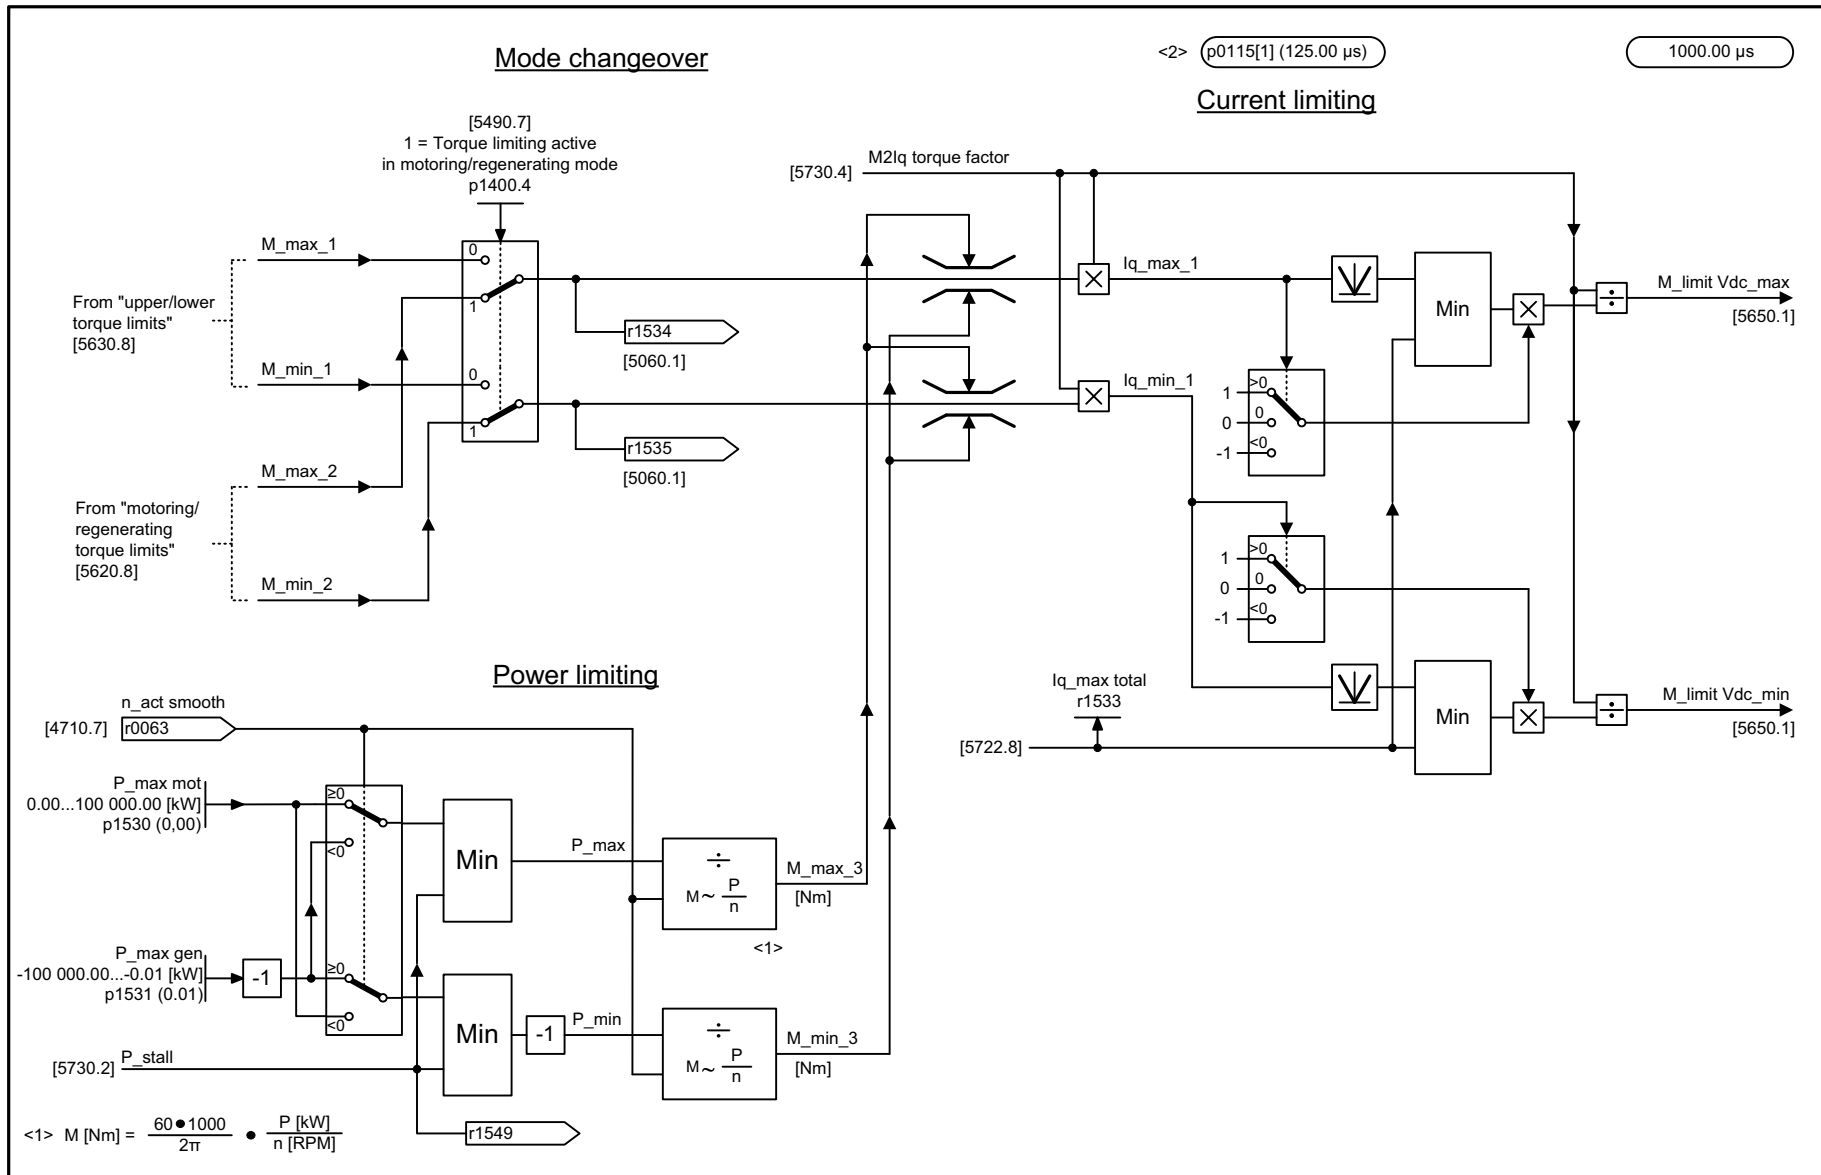 Mode changeover
<2> p0115[1] (125.00 µs)
1000.00 µs
Current limiting
[5490.7]
1 = Torque limiting active
in motoring/regenerating mode
p1400.4
M_max_1
0
1
From "upper/lower
torque limits"
[5630.8]
M_min_1
0
1
r1534
[5060.1]
r1535
[5060.1]
M_max_2
From "motoring/
regenerating
torque limits"
[5620.8]
M_min_2
M2Iq torque factor
[5730.4]
×
Iq_max_1
Min
×
÷
M_limit Vdc_max
[5650.1]
×
Iq_min_1
1 >0
0 0
-1 <0
1 >0
0 0
-1 <0
Iq_max total
r1533
[5722.8]
Min
×
÷
M_limit Vdc_min
[5650.1]
Power limiting
n_act smooth
[4710.7] r0063
P_max mot
0.00...100 000.00 [kW]
p1530 (0,00)
≥0
<0
Min
P_max
÷
M ~ P
n
M_max_3
[Nm]
<1>
P_max gen
-100 000.00...-0.01 [kW]
p1531 (0.01)
-1
≥0
<0
Min
-1
P_min
÷
M ~ P
n
M_min_3
[Nm]
P_stall
[5730.2]
r1549
<1> M [Nm] = 60•1000 • P [kW]
2π n [RPM]